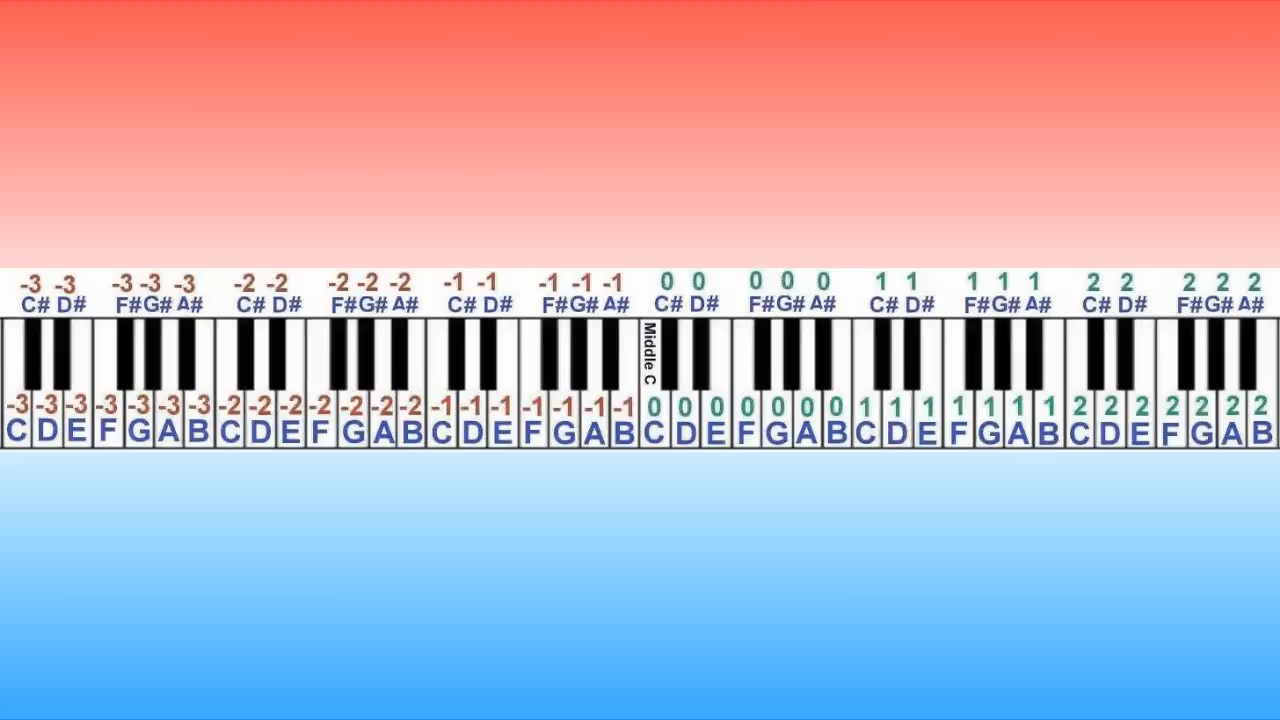 -3 -3 -3 -3 -3 -2 -2 -2 -2 -2 -1 -1 -1 -1 -1 0 0 0 0 0 1 1 1 1 1 2 2 2 2 2
C# D# F# G# A# C# D# F# G# A# C# D# F# G# A# C# D# F# G# A# C# D# F# G# A# C# D# F# G# A#
Middle C
-3 -3 -3 -3 -3 -3 -3 -2 -2 -2 -2 -2 -2 -2 -1 -1 -1 -1 -1 -1 -1 0 0 0 0 0 0 0 1 1 1 1 1 1 1 2 2 2 2 2 2 2
C D E F G A B C D E F G A B C D E F G A B C D E F G A B C D E F G A B C D E F G A B